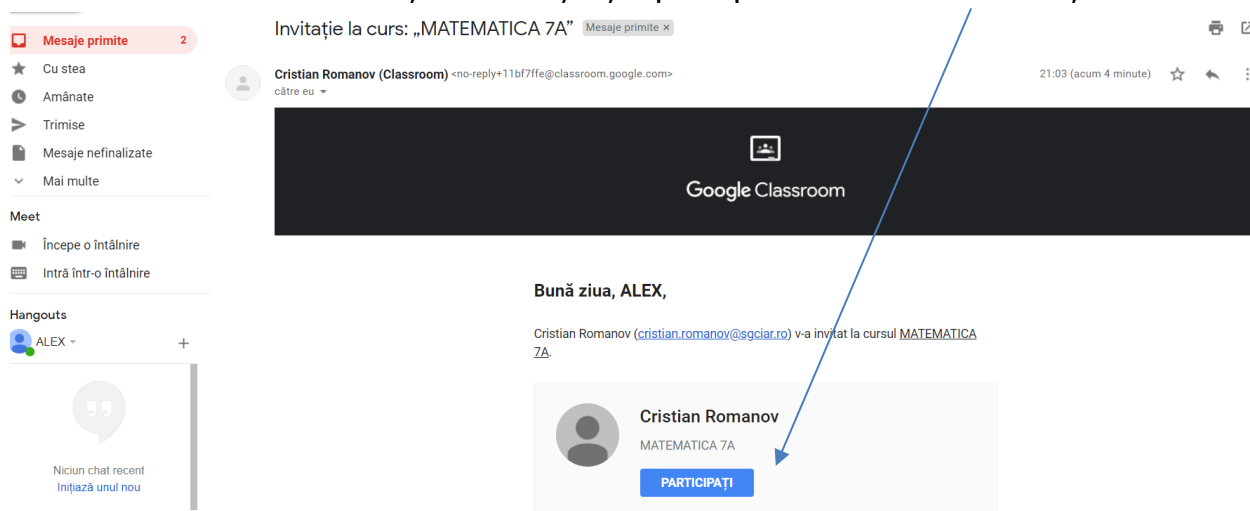 Invitație la curs: „MATEMATICA 7A” Mesaje primite ×
Mesaje primite 2
Cu stea
Amânate
Trimise
Mesaje nefinalizate
Mai multe
Meet
Începe o întâlnire
Intră într-o întâlnire
Hangouts
ALEX
Niciun chat recent
Inițiază unul nou
Cristian Romanov (Classroom) <no-reply+11bf7ffe@classroom.google.com>
către eu
21:03 (acum 4 minute)
Google Classroom
Bună ziua, ALEX,
Cristian Romanov (cristian.romanov@sgciar.ro) v-a invitat la cursul MATEMATICA
7A.
Cristian Romanov
MATEMATICA 7A
PARTICIPAȚI